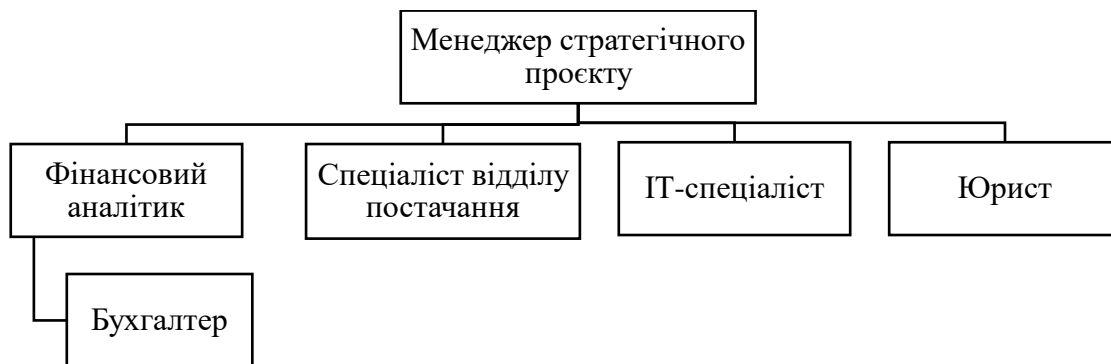 Менеджер стратегічного
проєкту
Фінансовий
аналітик
Спеціаліст відділу
постачання
ІТ-спеціаліст
Юрист
Бухгалтер